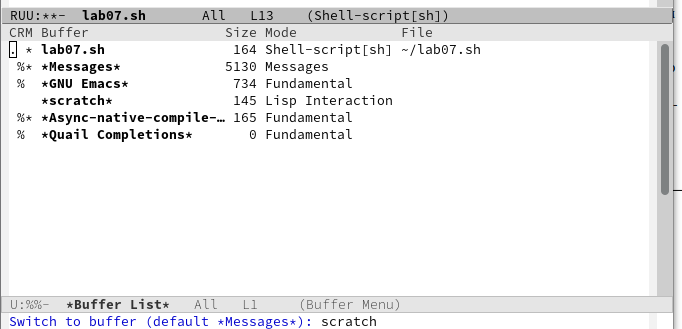 RUU:**-  lab07.sh       All   L13    (Shell-script[sh])
CRM Buffer                Size Mode             File
. * lab07.sh               164 Shell-script[sh] ~/lab07.sh
 %* *Messages*            5130 Messages
 %  *GNU Emacs*            734 Fundamental
    *scratch*              145 Lisp Interaction
 %* *Async-native-compile-… 165 Fundamental
 %  *Quail Completions*      0 Fundamental
U:%%-  *Buffer List*   All   L1     (Buffer Menu)
Switch to buffer (default *Messages*): scratch